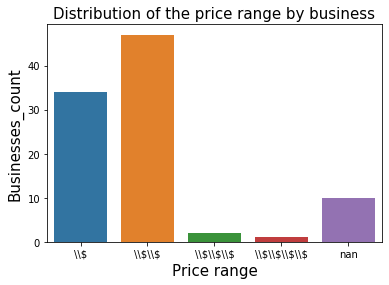 Distribution of the price range by business
Businesses_count
40
30
20
10
0
\\$ \\$\\$ \\$\\$\\$ \\$\\$\\$\\$ nan
Price range